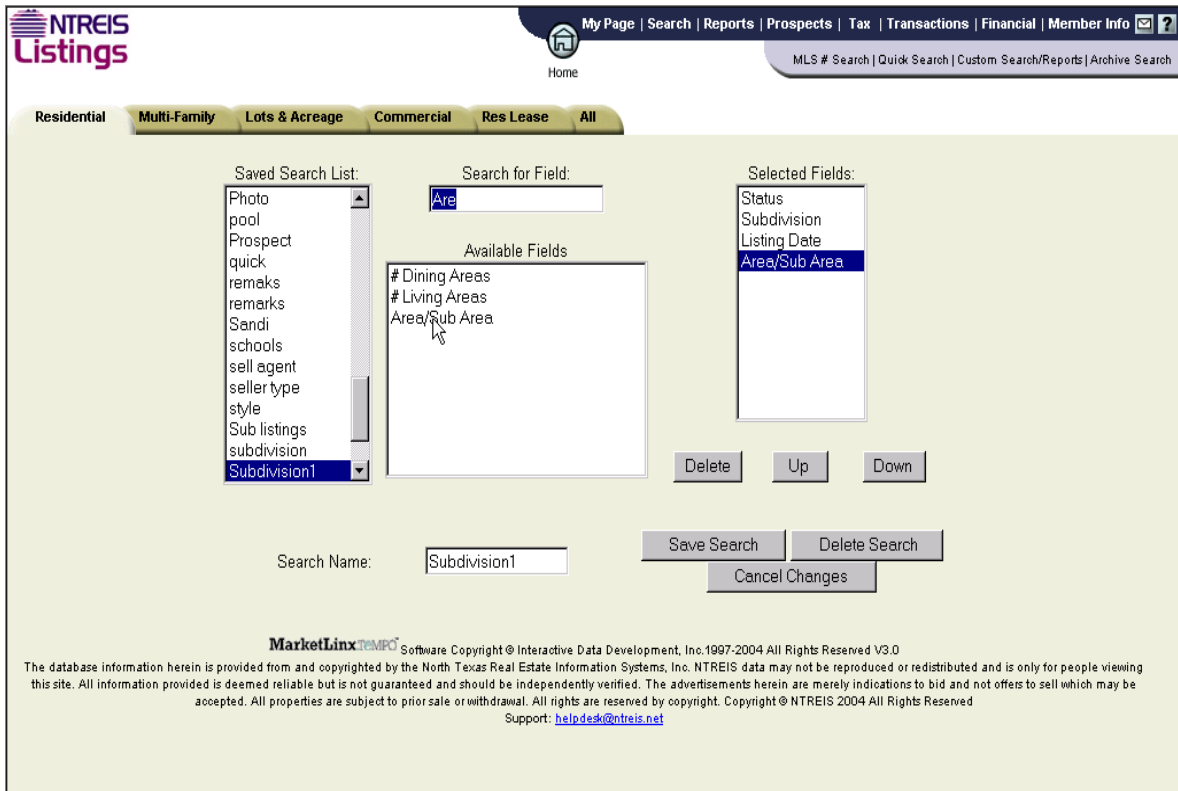 NTREIS
Listings
Home
My Page | Search | Reports | Prospects | Tax | Transactions | Financial | Member Info ?
MLS # Search | Quick Search | Custom Search/Reports | Archive Search
Residential Multi-Family Lots & Acreage Commercial Res Lease All
Saved Search List:
Photo
pool
Prospect
quick
remaks
remarks
Sandi
schools
sell agent
seller type
style
Sub listings
subdivision
Subdivision1
Search for Field:
Are
Available Fields
# Dining Areas
# Living Areas
Area/Sub Area
Selected Fields:
Status
Subdivision
Listing Date
Area/Sub Area
Delete Up Down
Search Name: Subdivision1
Save Search Delete Search
Cancel Changes
MarketLinx TEMPO Software Copyright © Interactive Data Development, Inc.1997-2004 All Rights Reserved V3.0
The database information herein is provided from and copyrighted by the North Texas Real Estate Information Systems, Inc. NTREIS data may not be reproduced or redistributed and is only for people viewing
this site. All information provided is deemed reliable but is not guaranteed and should be independently verified. The advertisements herein are merely indications to bid and not offers to sell which may be
accepted. All properties are subject to prior sale or withdrawal. All rights are reserved by copyright. Copyright © NTREIS 2004 All Rights Reserved
Support: helpdesk@ntreis.net